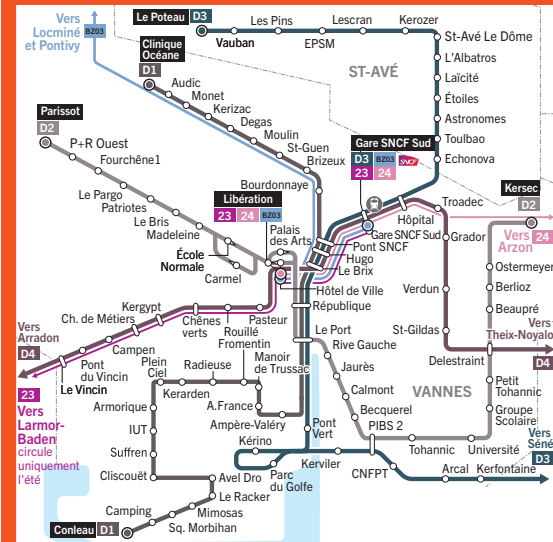 Vers
Locminé
et Pontivy
BZ03
Le Poteau D3
Vauban
Les Pins
EPSM
Lescran
Kerozer
St-Avé Le Dôme
L'Albatros
Laïcité
Étoiles
Astronomes
Toulbao
Echonova
ST-AVÉ
Clinique
Océane
D1
Audic
Monet
Kerizac
Degas
Moulin
St-Guen
Brizeux
Bourdonnaye
Parissot
D2
P+R Ouest
Fourchêne1
Le Pargo
Patriotes
Le Bris
Madeleine
École
Normale
Carmel
Libération
23 24 BZ03
Palais
des Arts
Gare SNCF Sud
D3 BZ03 SNCF
23 24
Troadec
Hôpital
Gare SNCF Sud
Pont SNCF
Hugo
Le Brix
Hôtel de Ville
République
Kersec
D2
Vers 24
Arzon
Grador
Ostermeyer
Berlioz
Beaupré
Verdun
St-Gildas
Delestraint
Vers
Theix-Noyalo
D4
Kergypt
Ch. de Métiers
Campen
Pont
du Vincin
Le Vincin
Chênes
verts
Rouillé
Fromentin
Pasteur
Vers
Arradon
D4
23
Vers
Larmor-
Baden
circule
uniquement
l'été
Plein
Ciel
Radieuse
Kerarden
Manoir
de Trussac
A.France
Ampère-Valéry
Armorique
IUT
Suffren
Cliscouët
Avel Dro
Le Racker
Mimosas
Sq. Morbihan
Camping
Conleau D1
Le Port
Rive Gauche
Jaurès
Calmont
Becquerel
PIBS 2
VANNES
Petit
Tohannic
Groupe
Scolaire
Tohannic
Université
Pont
Vert
Kérino
Parc
du Golfe
Kerviler
CNFPT
Arcal
Kerfontaine
Vers
Séné
D3